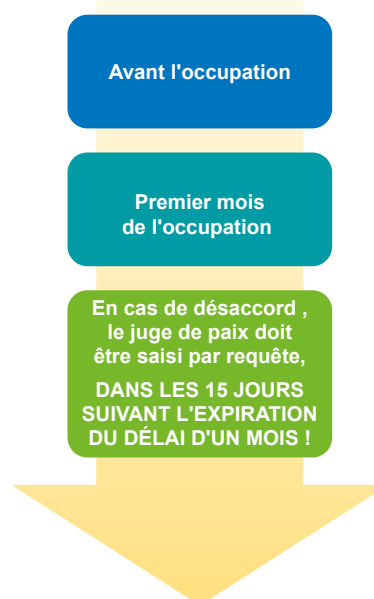 Avant l'occupation
Premier mois
de l'occupation
En cas de désaccord ,
le juge de paix doit
être saisi par requête,
DANS LES 15 JOURS
SUIVANT L'EXPIRATION
DU DÉLAI D'UN MOIS !